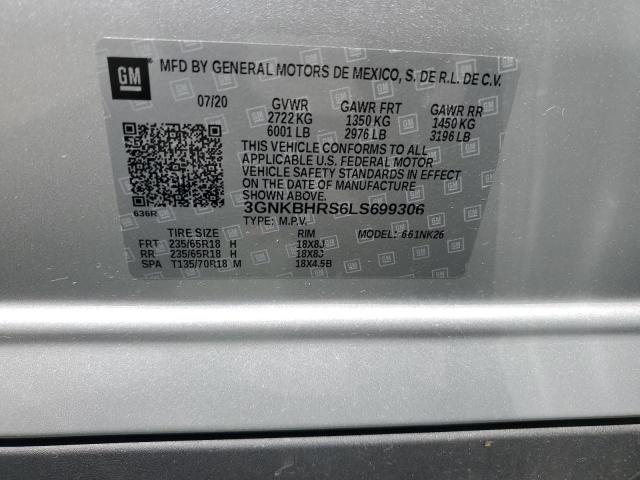 GM MFD BY GENERAL MOTORS DE MEXICO, S. DE R.L. DE C.V.
07/20 GVWR GAWR FRT GAWR RR
2722 KG 1350 KG 1450 KG
6001 LB 2976 LB 3196 LB
THIS VEHICLE CONFORMS TO ALL
APPLICABLE U.S. FEDERAL MOTOR
VEHICLE SAFETY STANDARDS IN EFFECT
ON THE DATE OF MANUFACTURE
SHOWN ABOVE.
636R 3GNKBHRS6LS699306
TYPE: M.P.V.
TIRE SIZE RIM MODEL: 661NK26
FRT 235/65R18 H 18X8J
RR 235/65R18 H 18X8J
SPA T135/70R18 M 18X4.5B